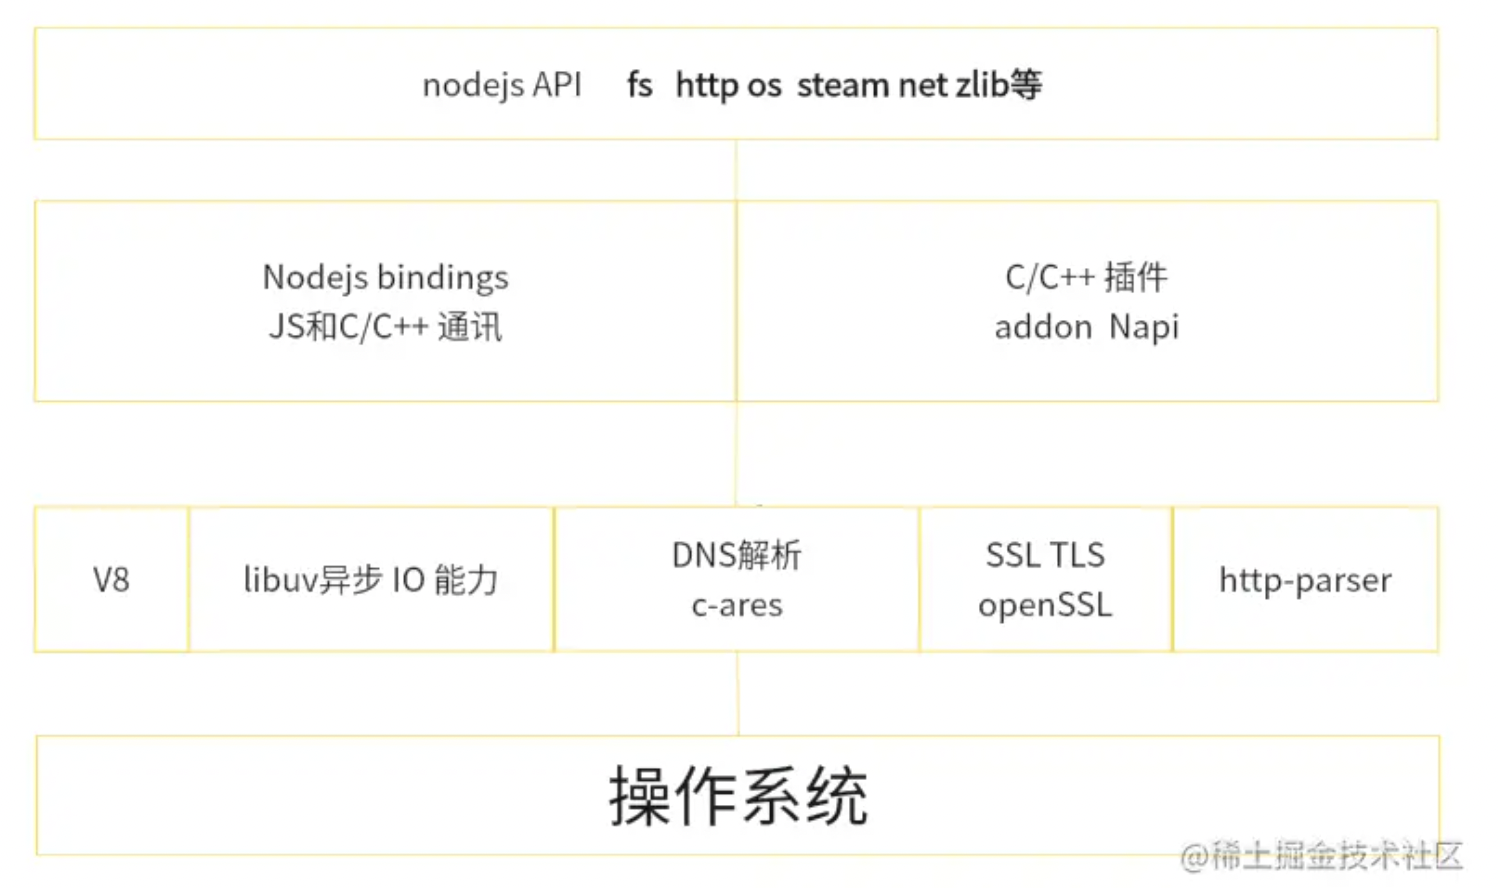 nodejs API fs http os steam net zlib等
Nodejs bindings
JS和C/C++ 通讯
C/C++ 插件
addon Napi
V8
libuv异步 IO 能力
DNS解析
c-ares
SSL TLS
openSSL
http-parser
操作系统
@稀土掘金技术社区